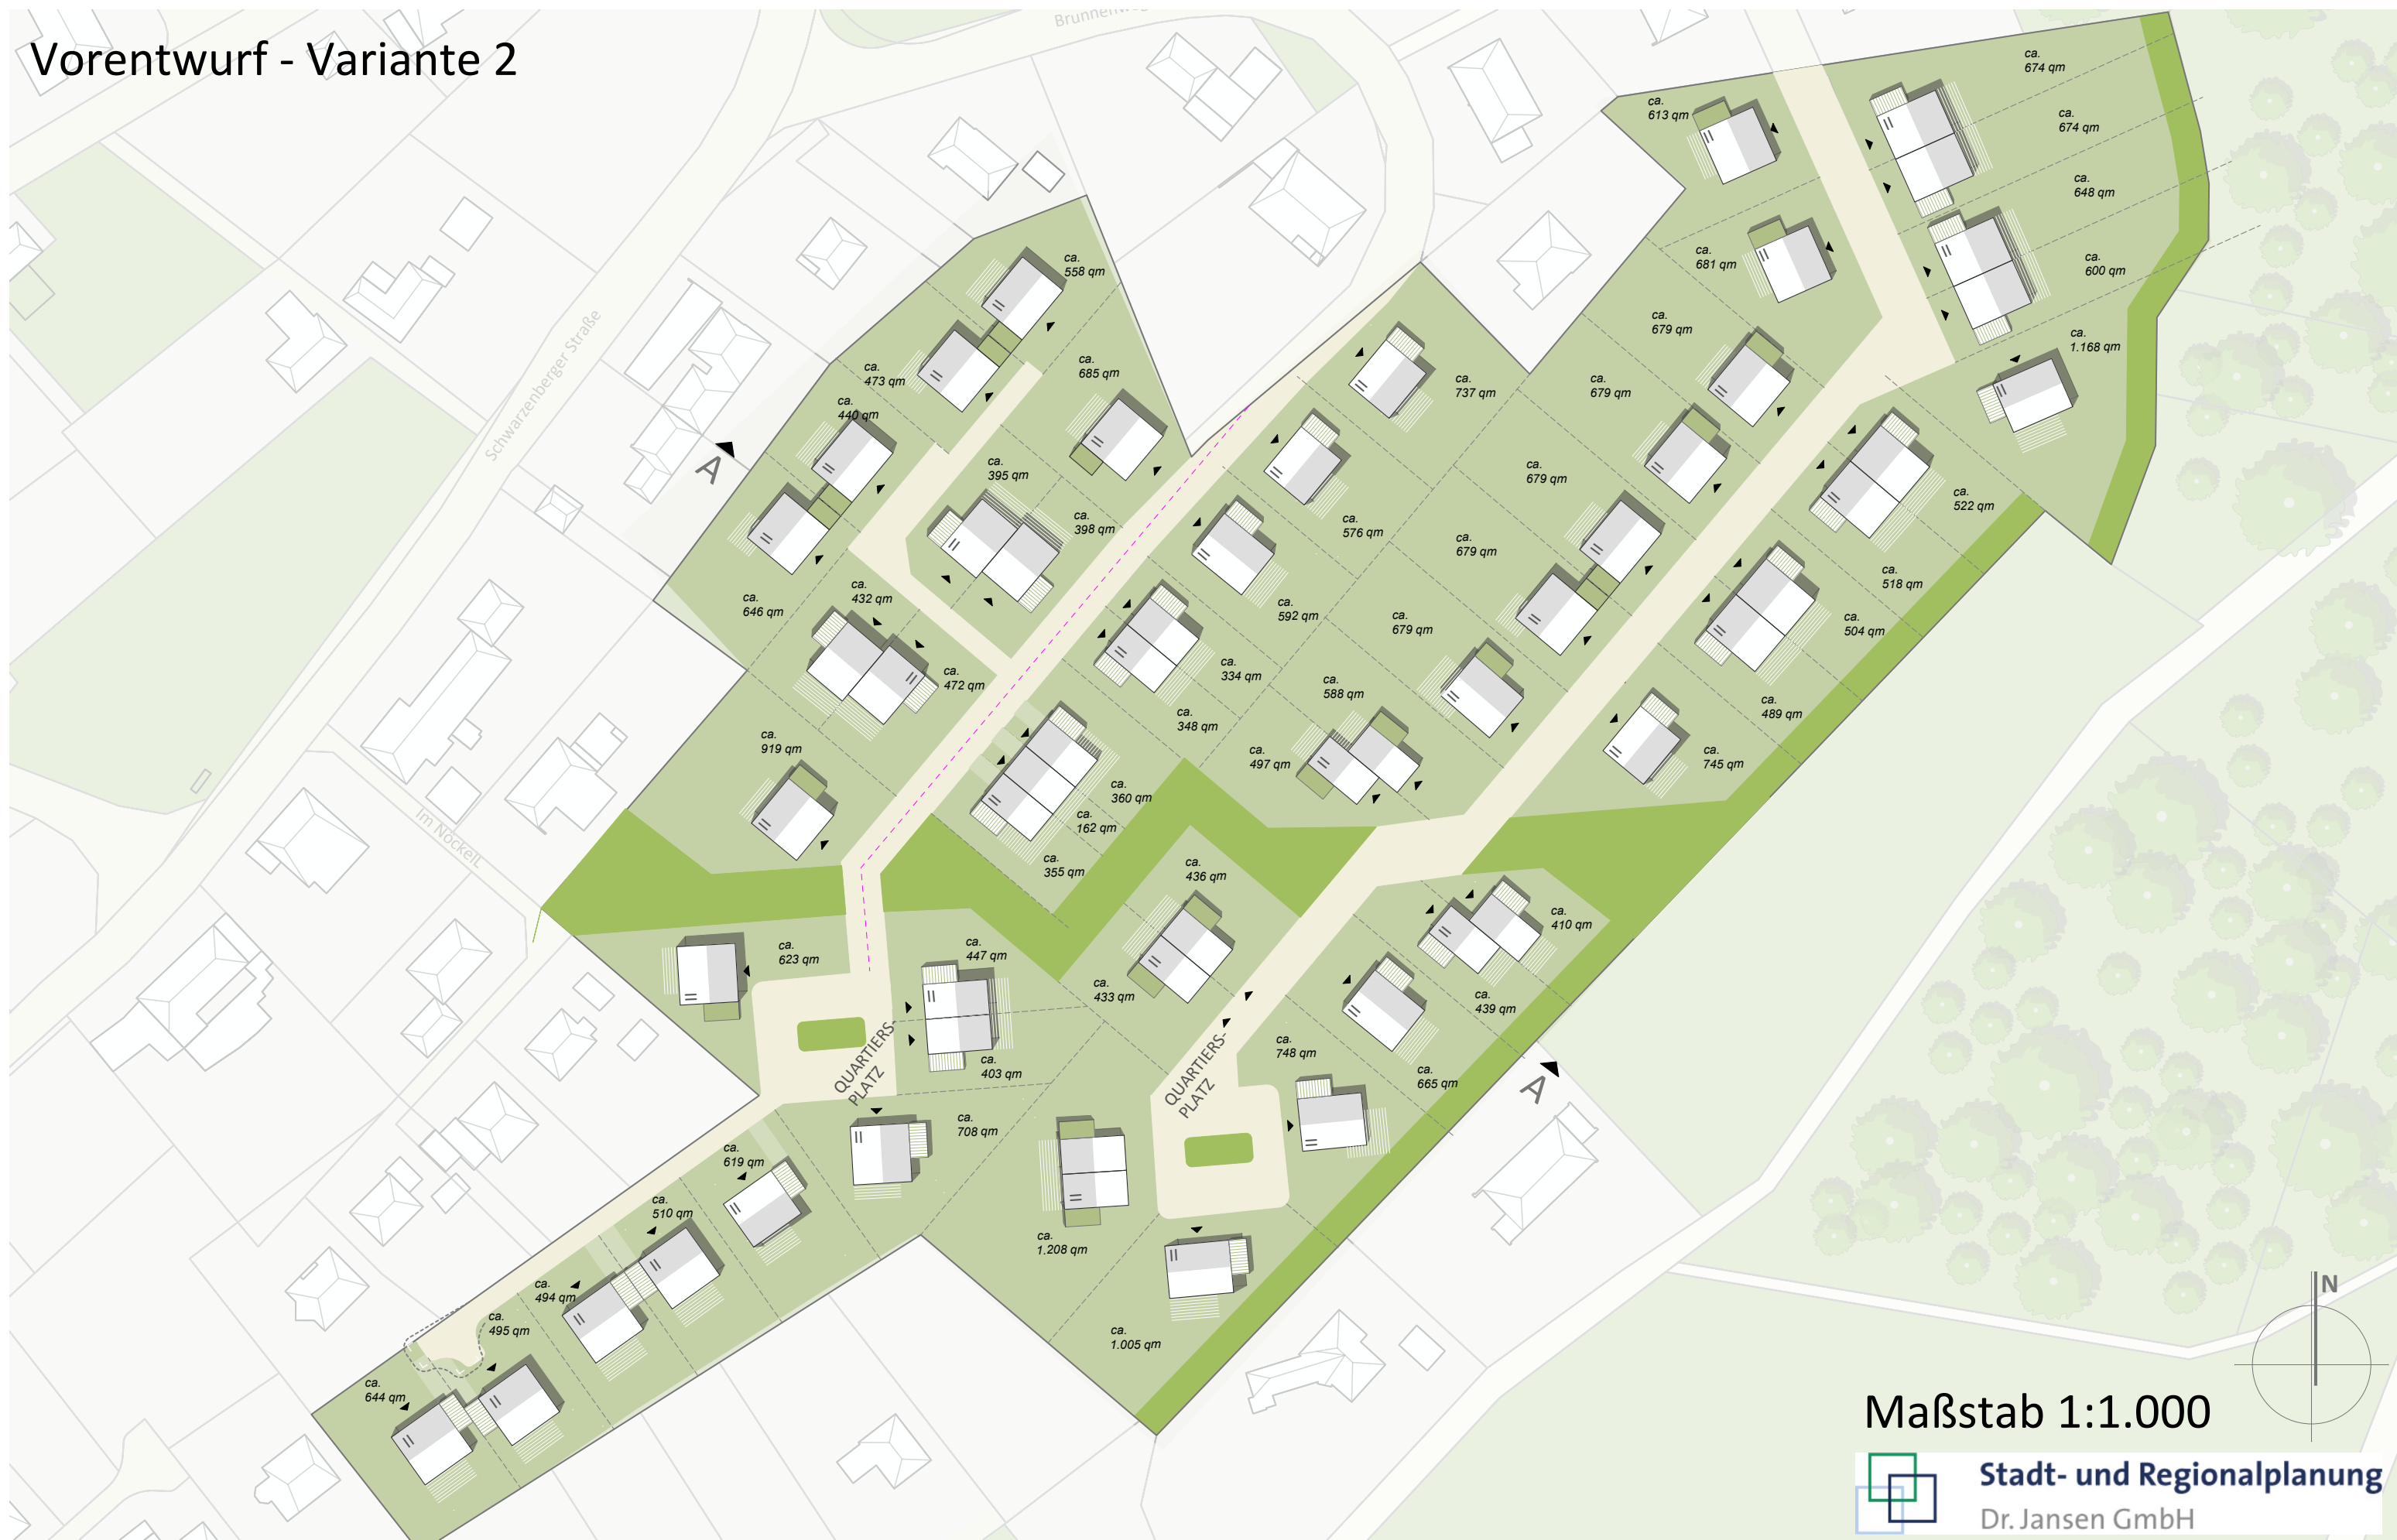 Vorentwurf - Variante 2
Brunnenweg
Schwarzenberger Straße
Im Nöckel
ca.
674 qm
ca.
613 qm
ca.
674 qm
ca.
648 qm
ca.
681 qm
ca.
600 qm
ca.
558 qm
ca.
679 qm
ca.
1.168 qm
ca.
685 qm
ca.
473 qm
ca.
737 qm
ca.
679 qm
ca.
440 qm
A
ca.
395 qm
ca.
679 qm
ca.
522 qm
ca.
398 qm
ca.
576 qm
ca.
679 qm
ca.
518 qm
ca.
432 qm
ca.
646 qm
ca.
592 qm
ca.
679 qm
ca.
504 qm
ca.
472 qm
ca.
334 qm
ca.
588 qm
ca.
489 qm
ca.
348 qm
ca.
919 qm
ca.
497 qm
ca.
745 qm
ca.
360 qm
ca.
162 qm
ca.
355 qm
ca.
436 qm
ca.
410 qm
ca.
623 qm
ca.
447 qm
ca.
433 qm
ca.
439 qm
QUARTIERS-
PLATZ
QUARTIERS-
PLATZ
ca.
403 qm
ca.
748 qm
ca.
665 qm
A
ca.
708 qm
ca.
619 qm
ca.
510 qm
ca.
1.208 qm
ca.
494 qm
ca.
495 qm
ca.
1.005 qm
ca.
644 qm
N
Maßstab 1:1.000
Stadt- und Regionalplanung
Dr. Jansen GmbH